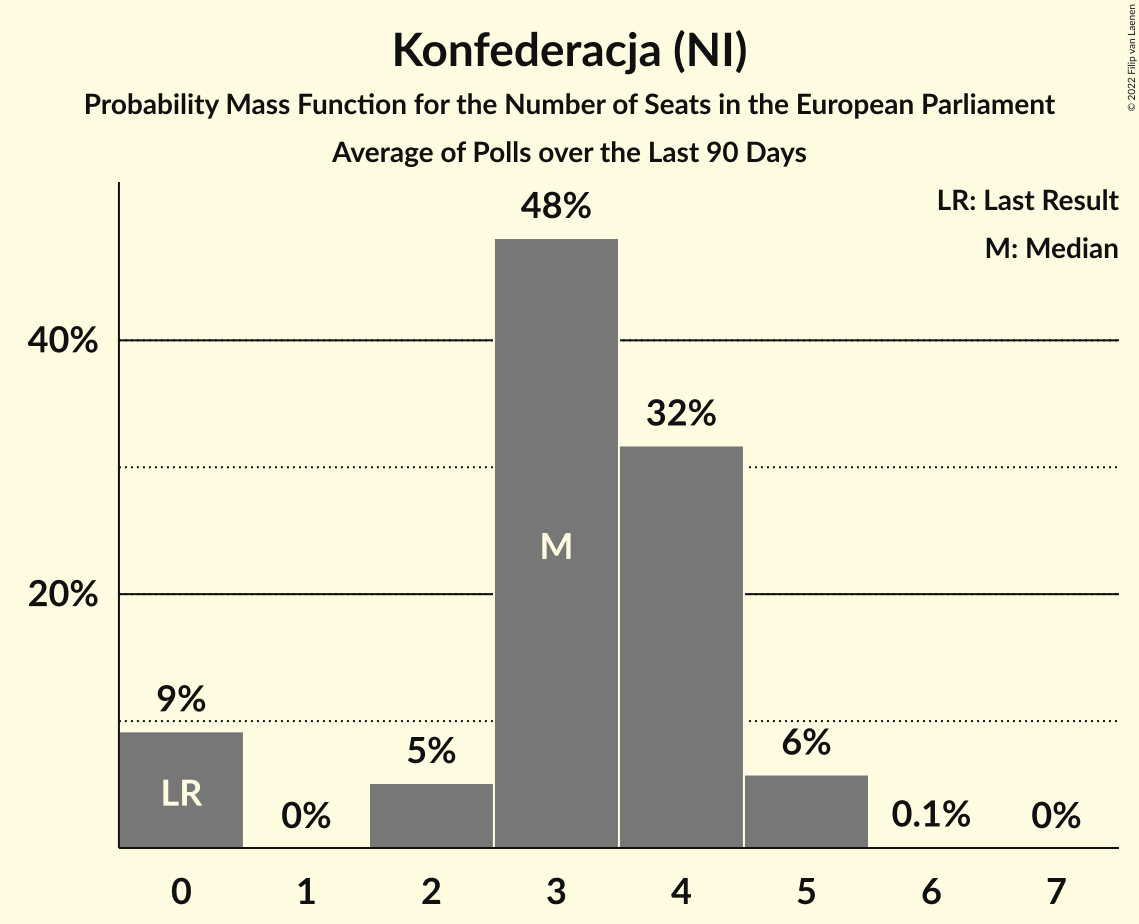 Konfederacja (NI)
Probability Mass Function for the Number of Seats in the European Parliament
Average of Polls over the Last 90 Days
© 2022 Filip van Laenen
LR: Last Result
M: Median
40%
20%
9%
0%
5%
48%
32%
6%
0.1%
0%
LR
M
0 1 2 3 4 5 6 7